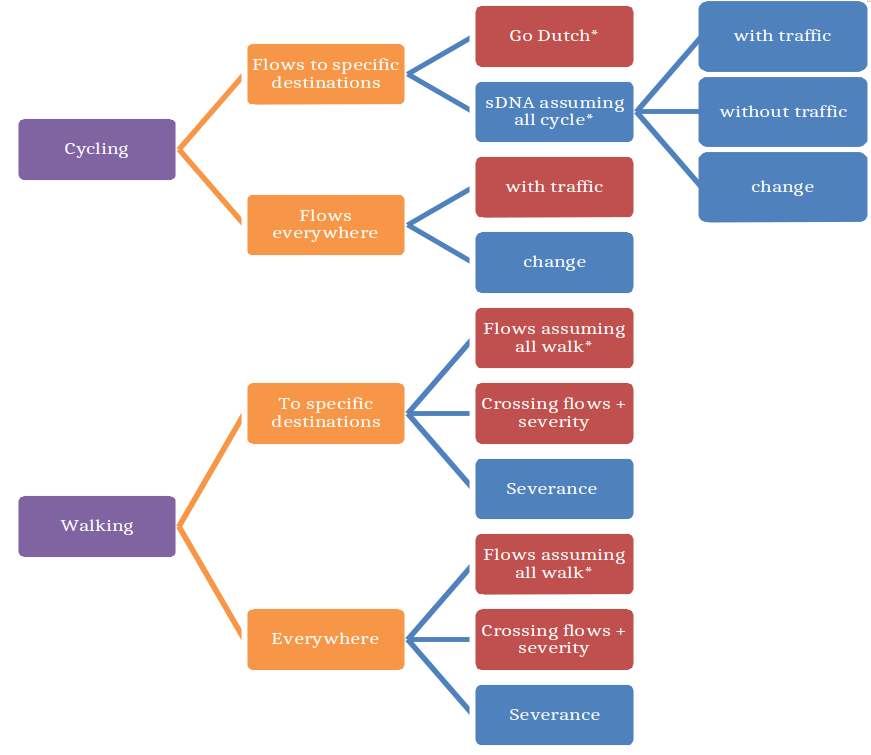 Cycling
Flows to specific
destinations
Go Dutch*
sDNA assuming
all cycle*
with traffic
without traffic
change
Flows
everywhere
with traffic
change
Walking
To specific
destinations
Flows assuming
all walk*
Crossing flows +
severity
Severance
Everywhere
Flows assuming
all walk*
Crossing flows +
severity
Severance